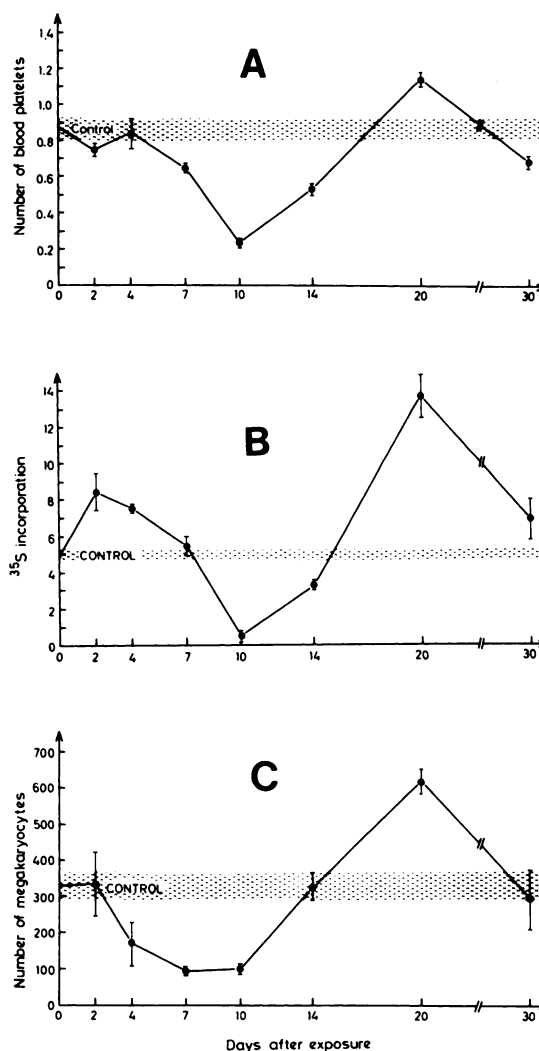 A
Number of blood platelets
1.4
1.2
1.0
0.8
0.6
0.4
0.2
0
Control
0 2 4 7 10 14 20 30
B
³⁵S incorporation
14
12
10
8
6
4
2
0
CONTROL
0 2 4 7 10 14 20 30
C
Number of megakaryocytes
700
600
500
400
300
200
100
0
CONTROL
0 2 4 7 10 14 20 30
Days after exposure